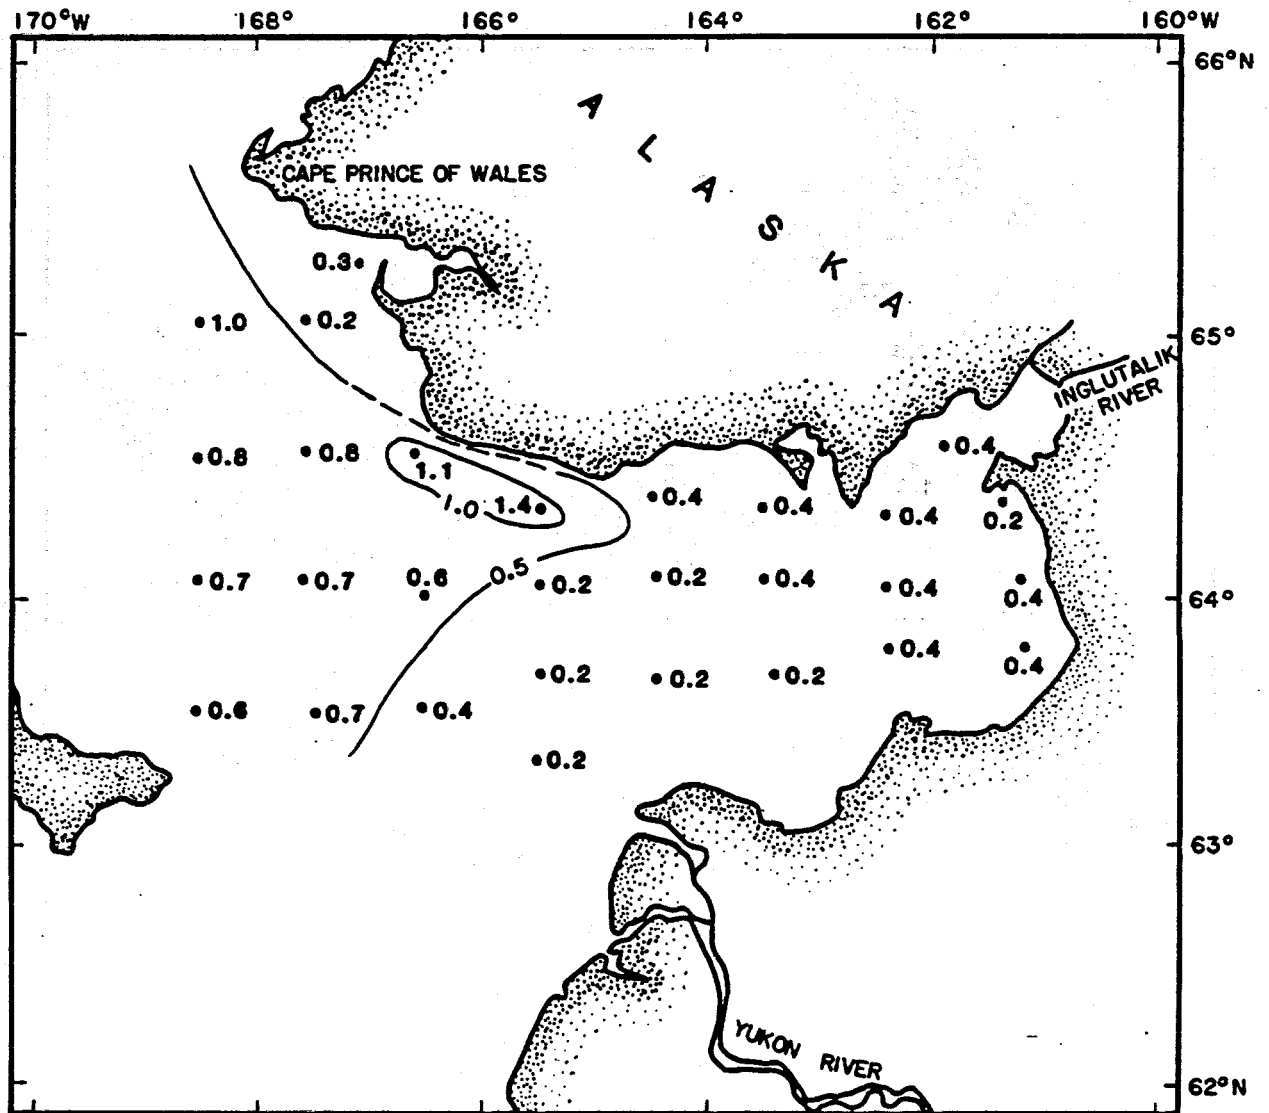 170°W 168° 166° 164° 162° 160°W
66°N
A L A S K A
CAPE PRINCE OF WALES
0.3
1.0 0.2
65°
INGLUTALIK
RIVER
0.4
0.8 0.8
1.1
1.0 1.4 0.4 0.4 0.4 0.2
0.5
0.7 0.7 0.6 0.2 0.2 0.4 0.4 0.4
64°
0.4 0.4
0.2 0.2 0.2
0.6 0.7 0.4
0.2
63°
YUKON RIVER
62°N